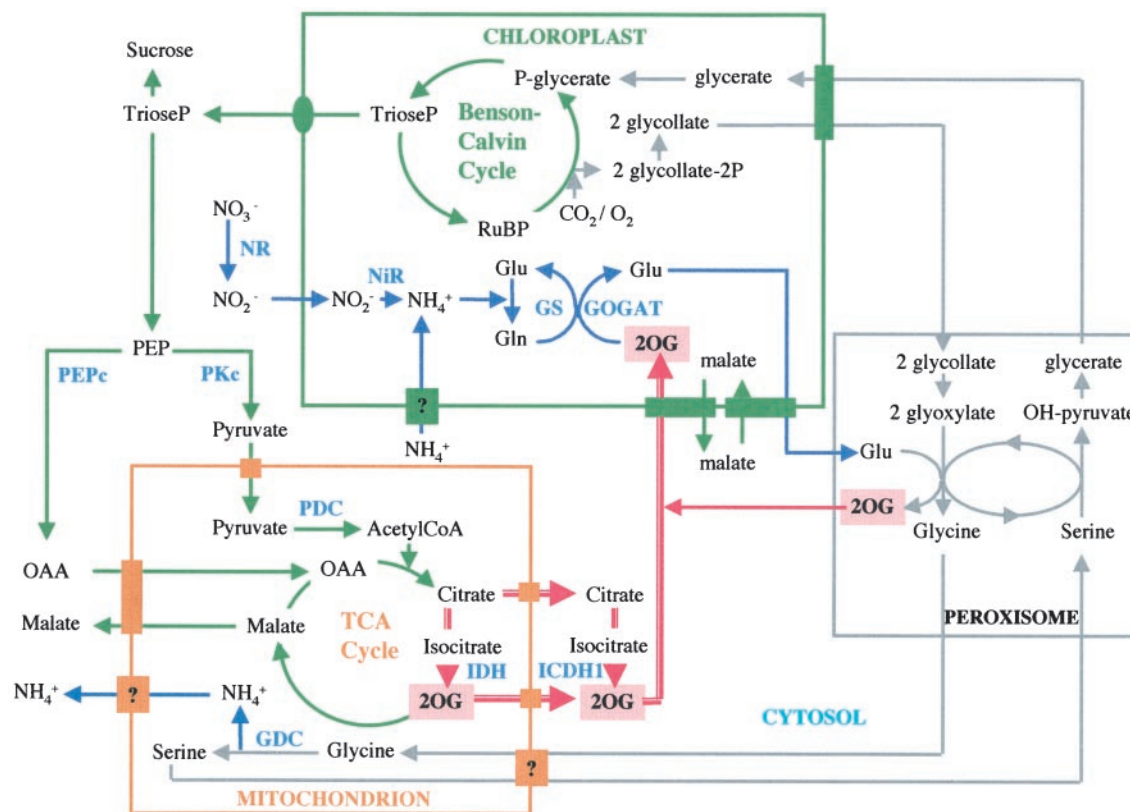 CHLOROPLAST
Sucrose
P-glycerate
glycerate
TrioseP
TrioseP
Benson-
Calvin
Cycle
2 glycollate
2 glycollate-2P
CO2 / O2
RuBP
NO3-
NR
NO2-
NO2-
NiR
NH4+
Glu
Glu
GS
GOGAT
Gln
2OG
malate
PEP
PEPc
PKc
?
NH4+
malate
2 glycollate
glycerate
2 glyoxylate
OH-pyruvate
Glu
2OG
Glycine
Serine
PEROXISOME
Pyruvate
Pyruvate
PDC
AcetylCoA
OAA
OAA
Citrate
Citrate
Malate
Malate
TCA
Cycle
Isocitrate
Isocitrate
IDH
ICDH1
2OG
2OG
NH4+
?
NH4+
CYTOSOL
GDC
Serine
Glycine
?
MITOCHONDRION